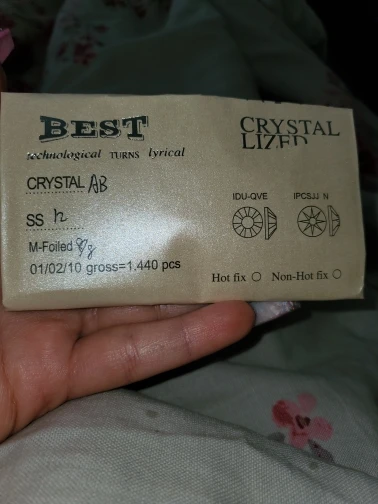 BEST
technological TURNS lyrical
CRYSTAL
LIZED
CRYSTAL AB
SS
M-Foiled
01/02/10 gross=1,440 pcs
IDU-QVE
IPCSJJ N
Hot fix
Non-Hot fix